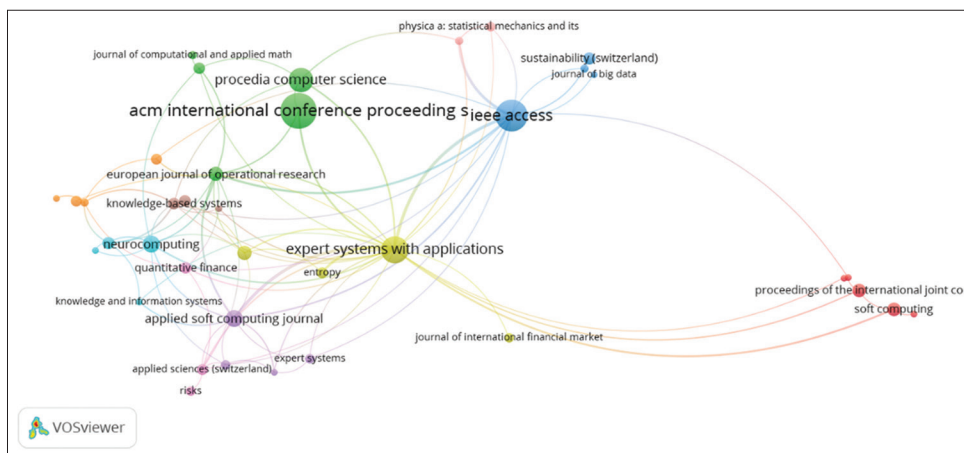 physica a: statistical mechanics and its
journal of computational and applied math
sustainability (switzerland)
procedia computer science
journal of big data
acm international conference proceeding s
ieee access
european journal of operational research
knowledge-based systems
neurocomputing
expert systems with applications
quantitative finance
entropy
proceedings of the international joint co
knowledge and information systems
soft computing
applied soft computing journal
journal of international financial market
expert systems
applied sciences (switzerland)
risks
VOSviewer